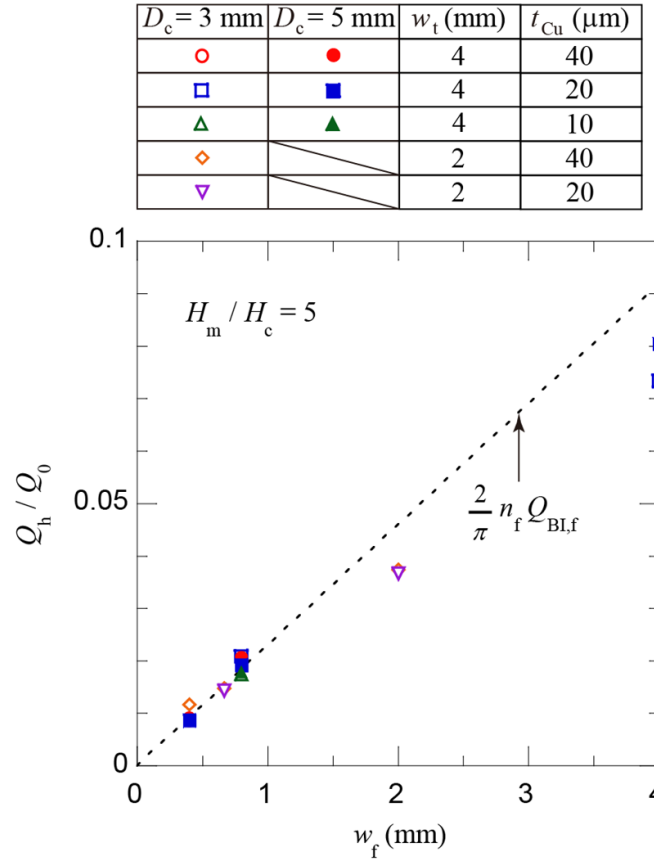 D_c = 3 mm D_c = 5 mm w_t (mm) t_Cu (μm)
4 40
4 20
4 10
2 40
2 20
0.1
H_m / H_c = 5
0.05
Q_h / Q_0
2/π n_f Q_BI,f
0
0 1 2 3 4
w_f (mm)